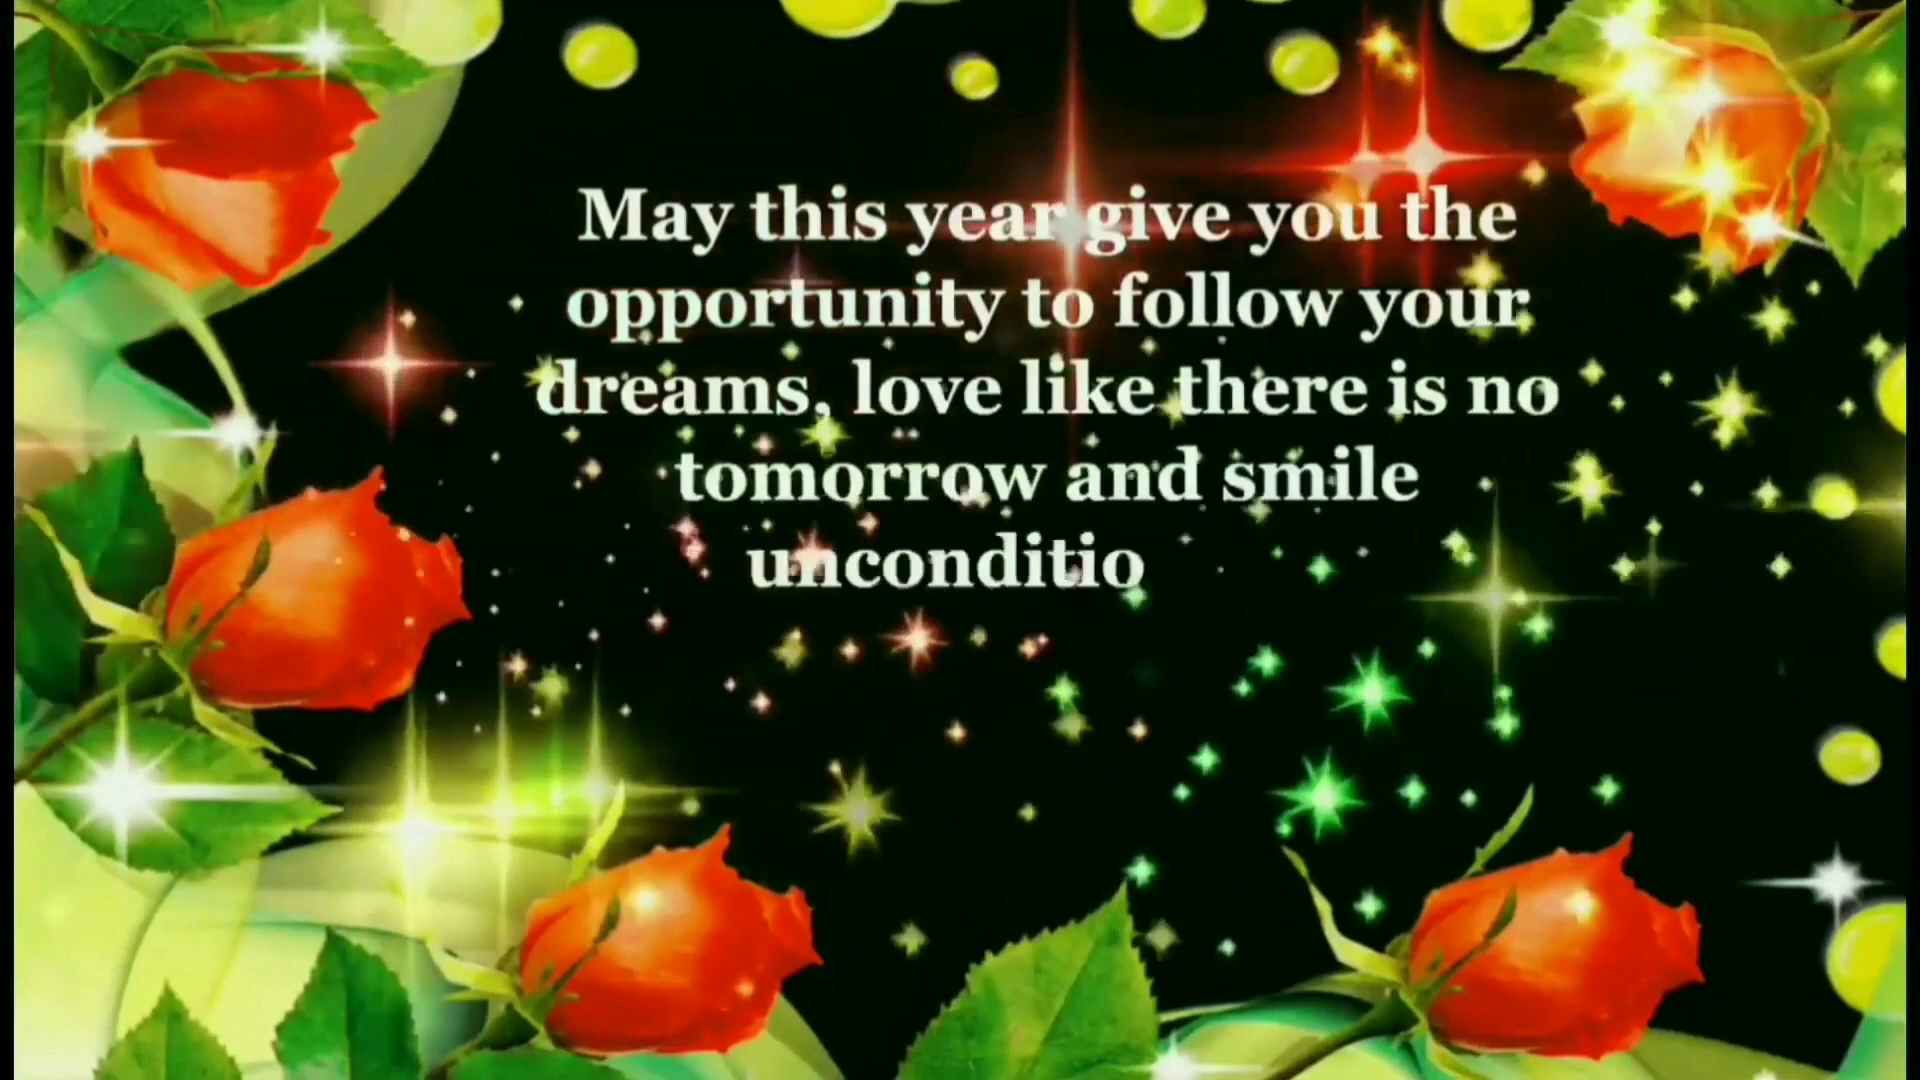 May this year give you the
opportunity to follow your
dreams, love like there is no
tomorrow and smile
unconditio